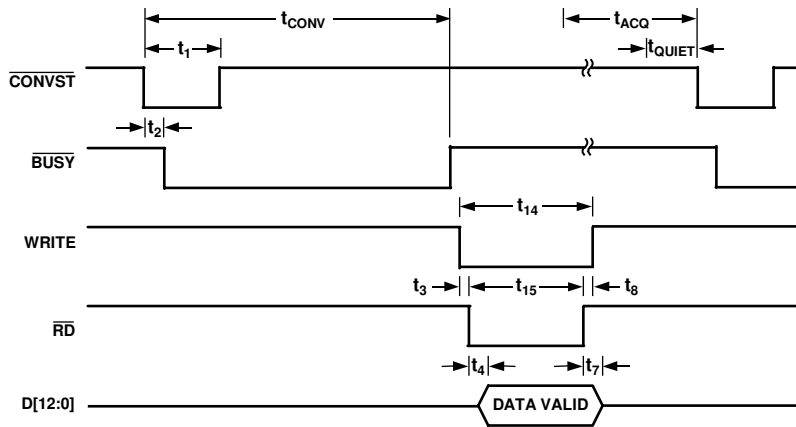 tCONV
tACQ
t1
tQUIET
CONVST
t2
BUSY
t14
WRITE
t3
t15
t8
RD
t4
t7
D[12:0]
DATA VALID